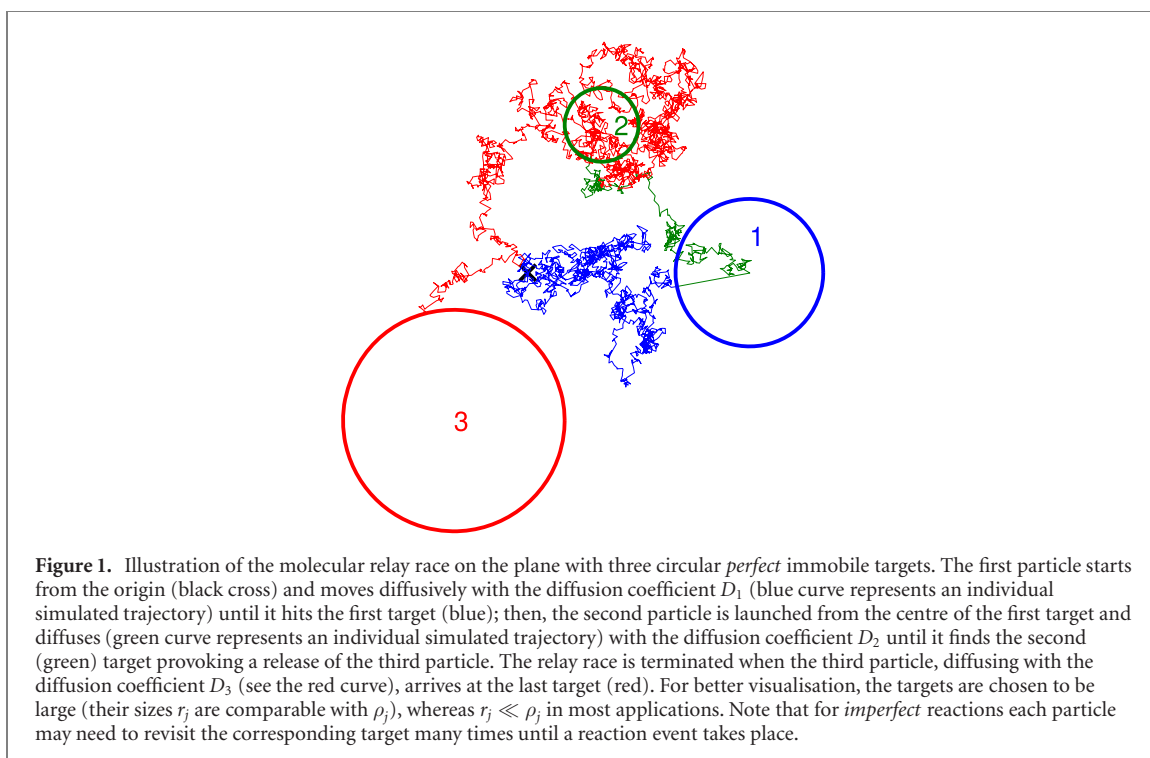 2
1
3
Figure 1. Illustration of the molecular relay race on the plane with three circular perfect immobile targets. The first particle starts
from the origin (black cross) and moves diffusively with the diffusion coefficient D₁ (blue curve represents an individual
simulated trajectory) until it hits the first target (blue); then, the second particle is launched from the centre of the first target and
diffuses (green curve represents an individual simulated trajectory) with the diffusion coefficient D₂ until it finds the second
(green) target provoking a release of the third particle. The relay race is terminated when the third particle, diffusing with the
diffusion coefficient D₃ (see the red curve), arrives at the last target (red). For better visualisation, the targets are chosen to be
large (their sizes rⱼ are comparable with ρⱼ), whereas rⱼ ≪ ρⱼ in most applications. Note that for imperfect reactions each particle
may need to revisit the corresponding target many times until a reaction event takes place.